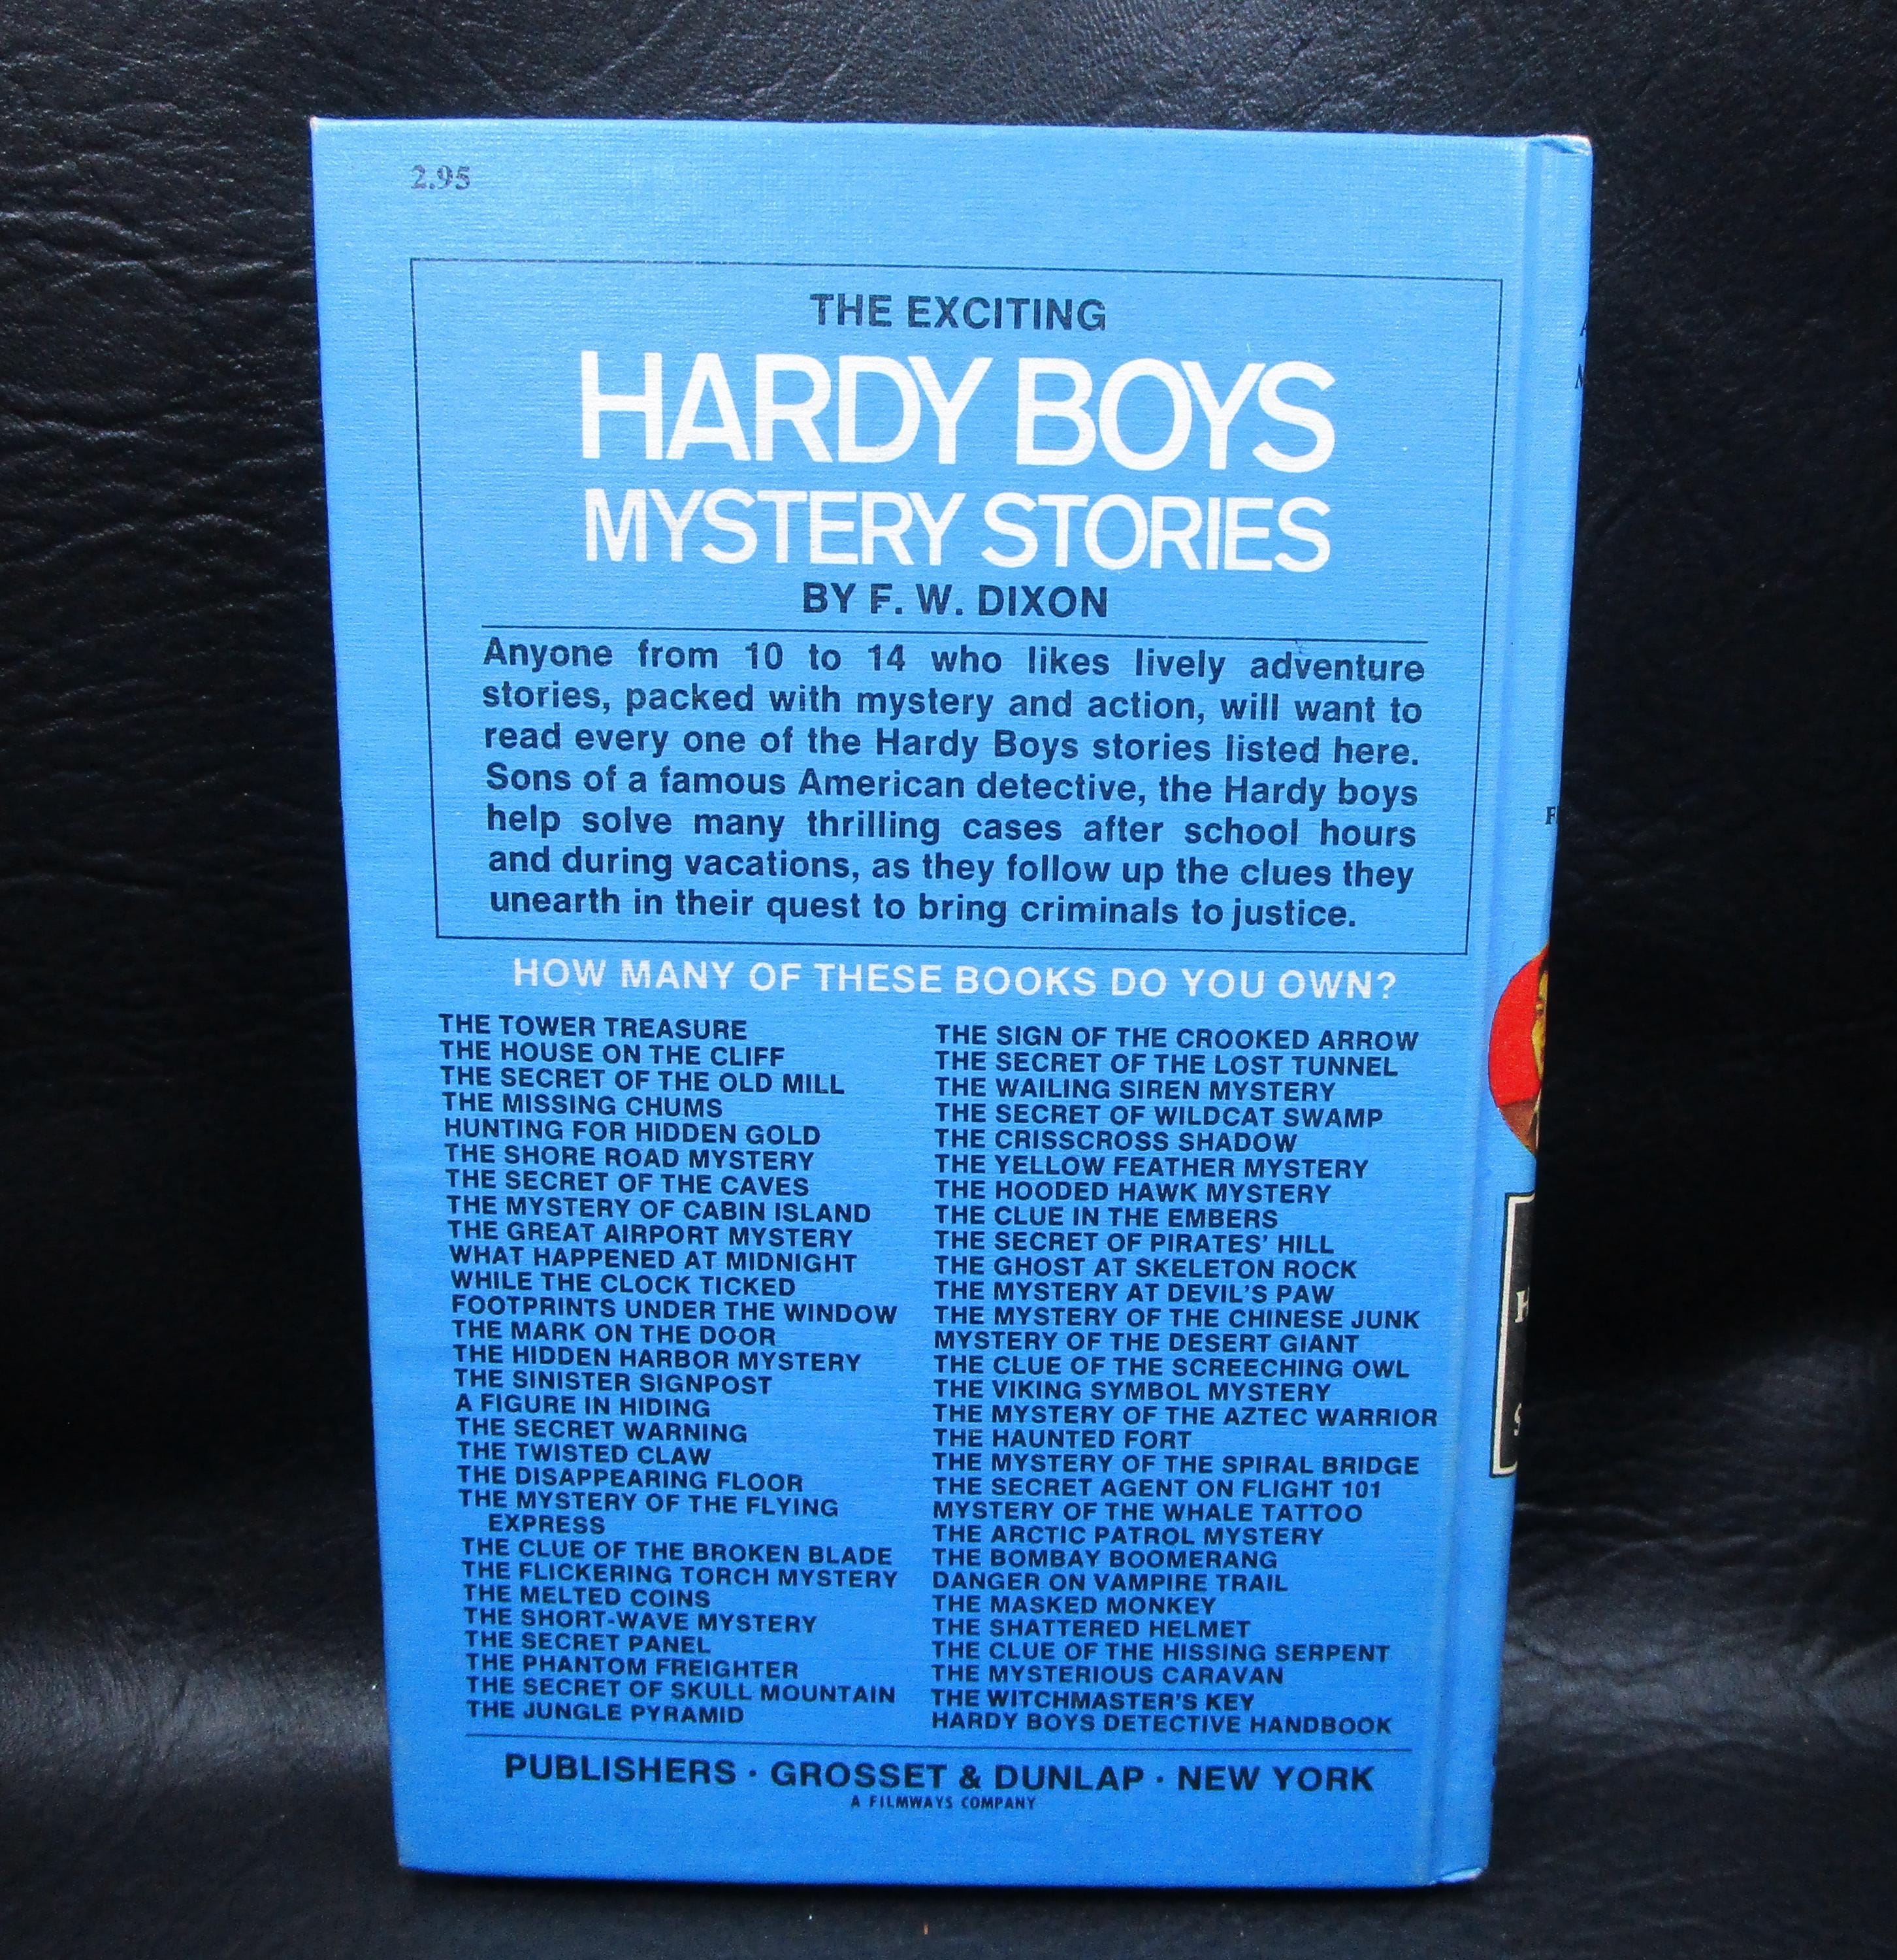 2.95
THE EXCITING
HARDY BOYS
MYSTERY STORIES
BY F. W. DIXON
Anyone from 10 to 14 who likes lively adventure
stories, packed with mystery and action, will want to
read every one of the Hardy Boys stories listed here.
Sons of a famous American detective, the Hardy boys
help solve many thrilling cases after school hours
and during vacations, as they follow up the clues they
unearth in their quest to bring criminals to justice.
HOW MANY OF THESE BOOKS DO YOU OWN?
THE TOWER TREASURE
THE HOUSE ON THE CLIFF
THE SECRET OF THE OLD MILL
THE MISSING CHUMS
HUNTING FOR HIDDEN GOLD
THE SHORE ROAD MYSTERY
THE SECRET OF THE CAVES
THE MYSTERY OF CABIN ISLAND
THE GREAT AIRPORT MYSTERY
WHAT HAPPENED AT MIDNIGHT
WHILE THE CLOCK TICKED
FOOTPRINTS UNDER THE WINDOW
THE MARK ON THE DOOR
THE HIDDEN HARBOR MYSTERY
THE SINISTER SIGNPOST
A FIGURE IN HIDING
THE SECRET WARNING
THE TWISTED CLAW
THE DISAPPEARING FLOOR
THE MYSTERY OF THE FLYING
EXPRESS
THE CLUE OF THE BROKEN BLADE
THE FLICKERING TORCH MYSTERY
THE MELTED COINS
THE SHORT-WAVE MYSTERY
THE SECRET PANEL
THE PHANTOM FREIGHTER
THE SECRET OF SKULL MOUNTAIN
THE JUNGLE PYRAMID
THE SIGN OF THE CROOKED ARROW
THE SECRET OF THE LOST TUNNEL
THE WAILING SIREN MYSTERY
THE SECRET OF WILDCAT SWAMP
THE CRISSCROSS SHADOW
THE YELLOW FEATHER MYSTERY
THE HOODED HAWK MYSTERY
THE CLUE IN THE EMBERS
THE SECRET OF PIRATES' HILL
THE GHOST AT SKELETON ROCK
THE MYSTERY AT DEVIL'S PAW
THE MYSTERY OF THE CHINESE JUNK
MYSTERY OF THE DESERT GIANT
THE CLUE OF THE SCREECHING OWL
THE VIKING SYMBOL MYSTERY
THE MYSTERY OF THE AZTEC WARRIOR
THE HAUNTED FORT
THE MYSTERY OF THE SPIRAL BRIDGE
THE SECRET AGENT ON FLIGHT 101
MYSTERY OF THE WHALE TATTOO
THE ARCTIC PATROL MYSTERY
THE BOMBAY BOOMERANG
DANGER ON VAMPIRE TRAIL
THE MASKED MONKEY
THE SHATTERED HELMET
THE CLUE OF THE HISSING SERPENT
THE MYSTERIOUS CARAVAN
THE WITCHMASTER'S KEY
HARDY BOYS DETECTIVE HANDBOOK
PUBLISHERS · GROSSET & DUNLAP · NEW YORK
A FILMWAYS COMPANY